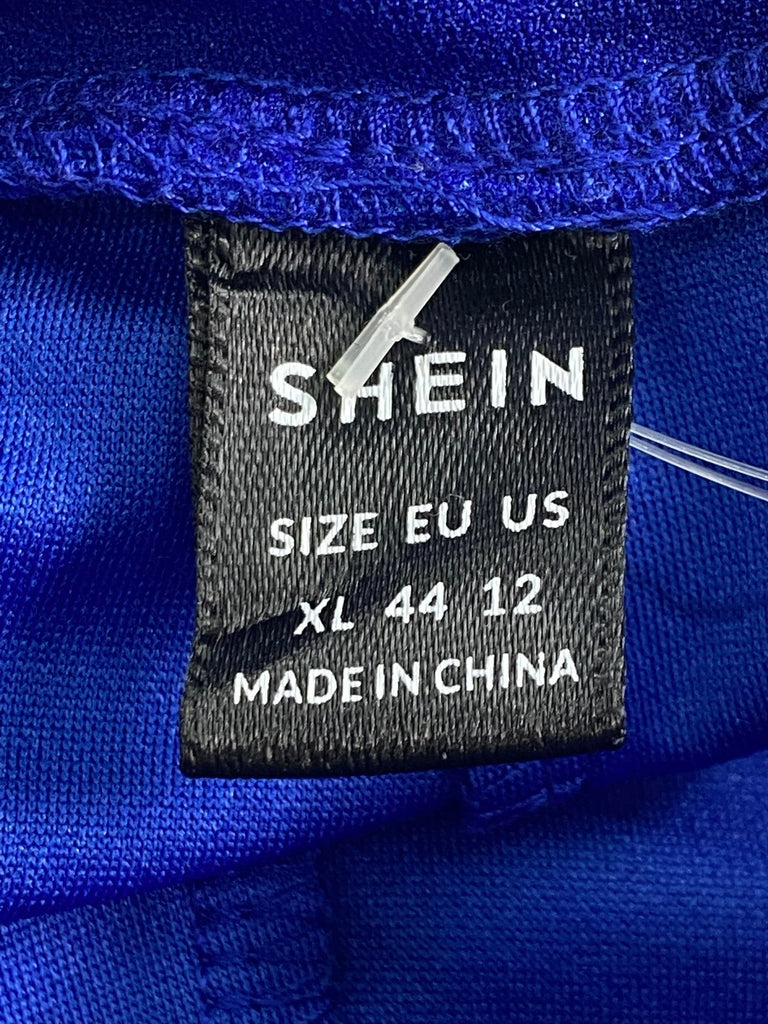 SHEIN
SIZE EU US
XL 44 12
MADE IN CHINA